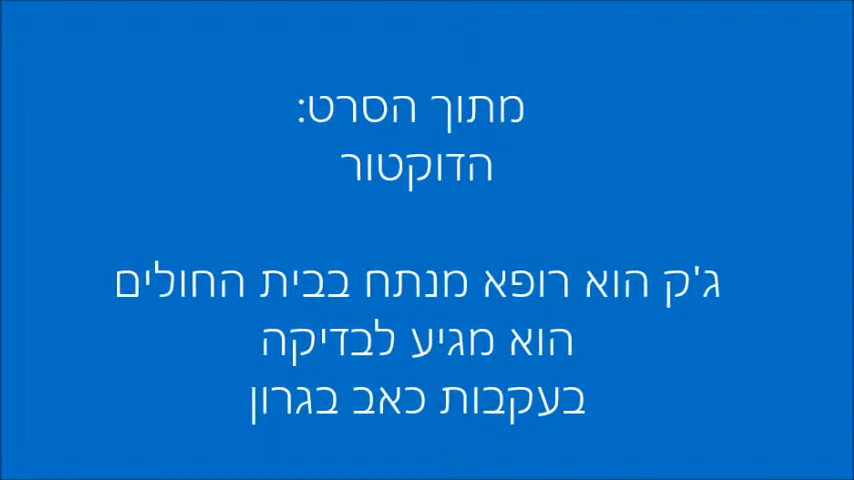 מתוך הסרט:
הדוקטור
ג'ק הוא רופא מנתח בבית החולים
הוא מגיע לבדיקה
בעקבות כאב בגרון